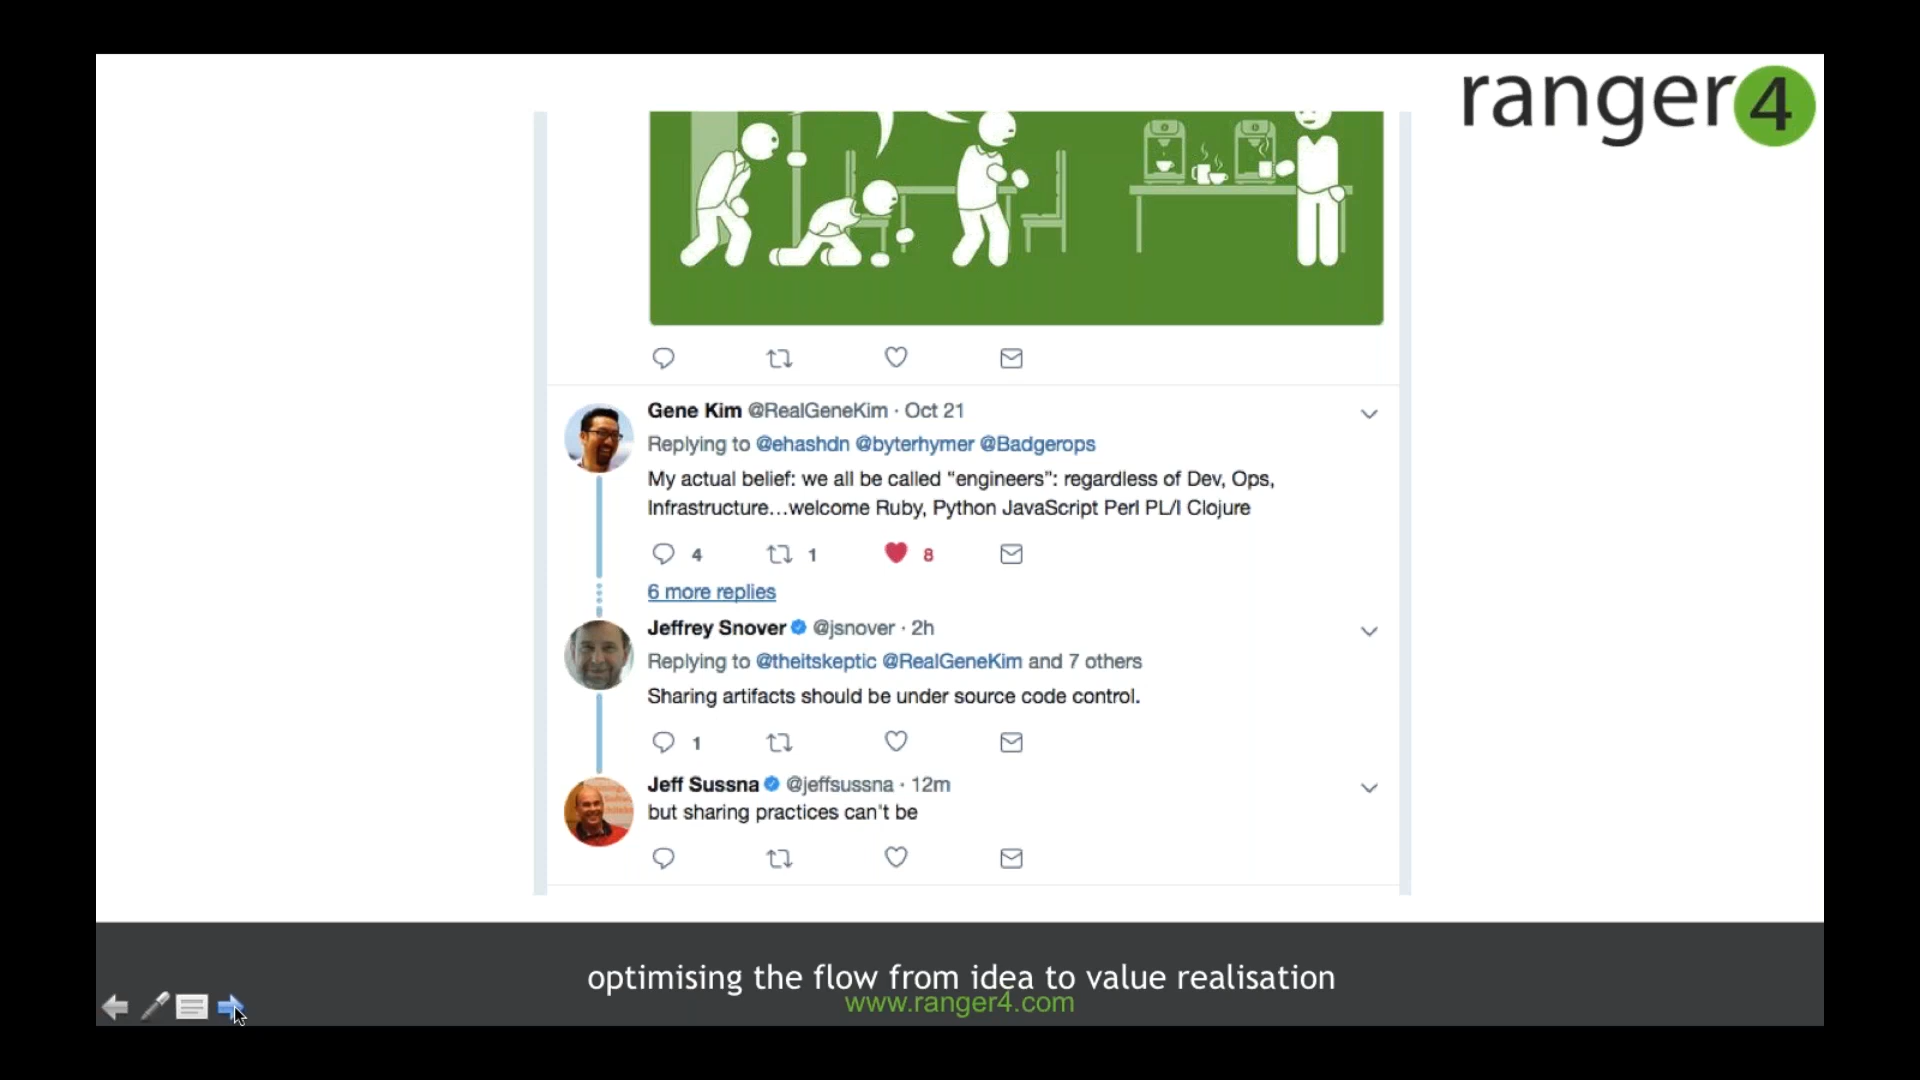 ranger4
Gene Kim @RealGeneKim · Oct 21
Replying to @ehashdn @byterhymer @Badgerops
My actual belief: we all be called “engineers”: regardless of Dev, Ops,
Infrastructure…welcome Ruby, Python JavaScript Perl PL/I Clojure
4 1 8
6 more replies
Jeffrey Snover @jsnover · 2h
Replying to @theitskeptic @RealGeneKim and 7 others
Sharing artifacts should be under source code control.
1
Jeff Sussna @jeffsussna · 12m
but sharing practices can't be
optimising the flow from idea to value realisation
www.ranger4.com